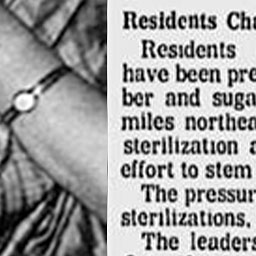 Residents Cha
Residents
have been pre
ber and suga
miles northea
sterilization a
effort to stem
The pressur
sterilizations,
The leaders